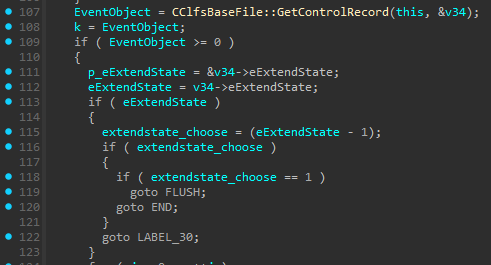 107 EventObject = CClfsBaseFile::GetControlRecord(this, &v34);
108 k = EventObject;
109 if ( EventObject >= 0 )
110 {
111 p_eExtendState = &v34->eExtendState;
112 eExtendState = v34->eExtendState;
113 if ( eExtendState )
114 {
115 extendstate_choose = (eExtendState - 1);
116 if ( extendstate_choose )
117 {
118 if ( extendstate_choose == 1 )
119 goto FLUSH;
120 goto END;
121 }
122 goto LABEL_30;
123 }